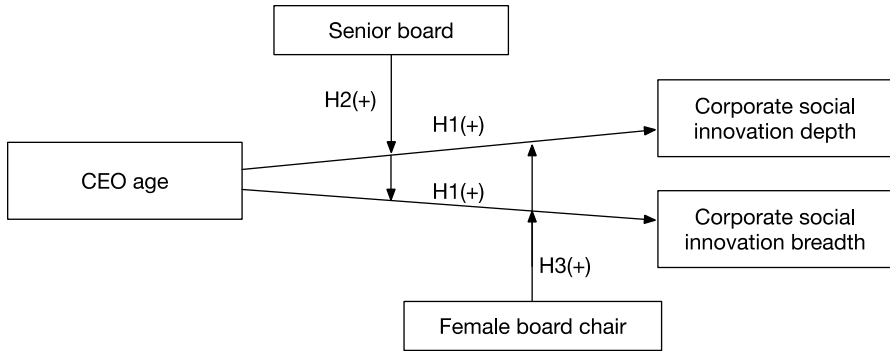 Senior board
H2(+)
H1(+)
Corporate social
innovation depth
CEO age
H1(+)
Corporate social
innovation breadth
H3(+)
Female board chair